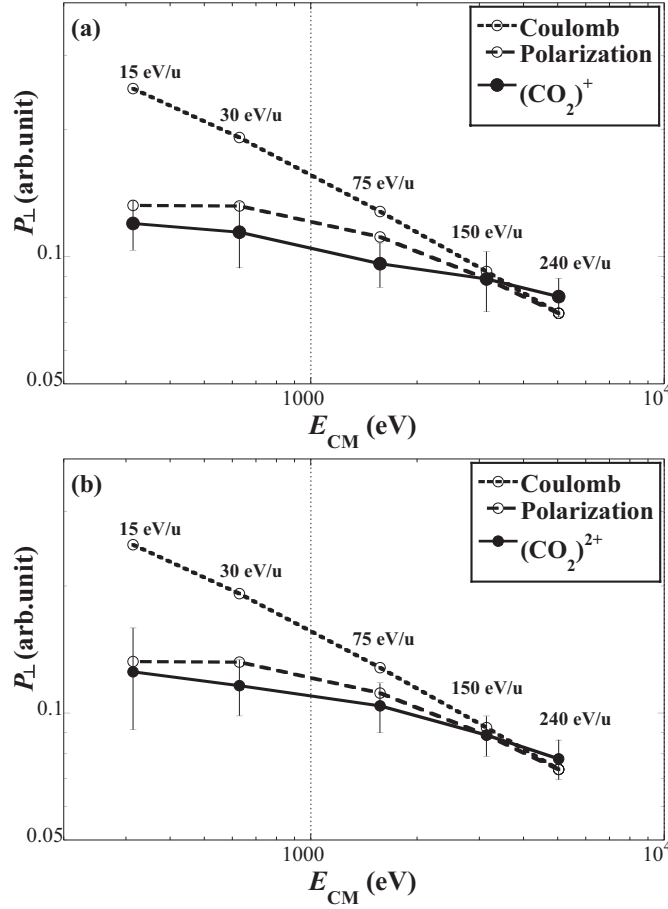 (a)
Coulomb
Polarization
(CO₂)⁺
15 eV/u
30 eV/u
75 eV/u
150 eV/u
240 eV/u
P⊥ (arb.unit)
0.1
0.05
1000
10⁴
E_CM (eV)
(b)
Coulomb
Polarization
(CO₂)²⁺
15 eV/u
30 eV/u
75 eV/u
150 eV/u
240 eV/u
P⊥ (arb.unit)
0.1
0.05
1000
10⁴
E_CM (eV)